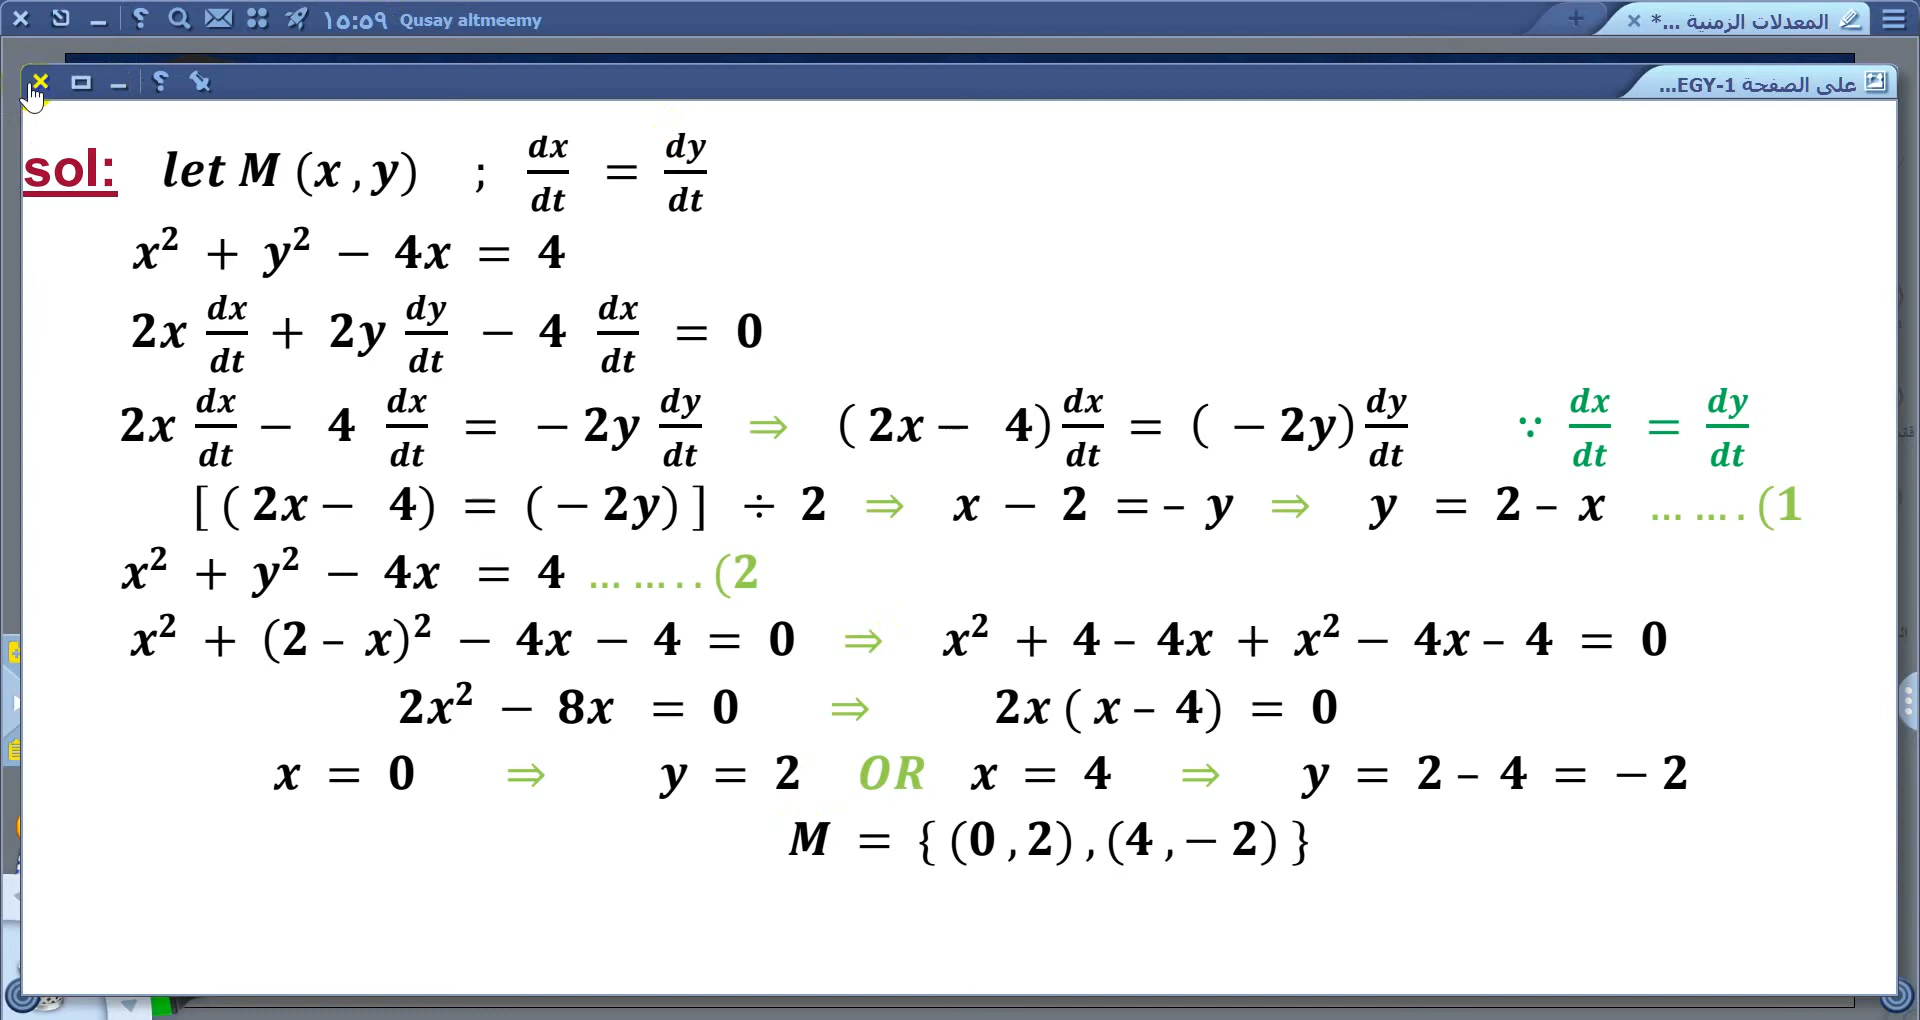 ١٥:٥٩ Qusay altmeemy
المعدلات الزمنية ...*
على الصفحة EGY-1...
sol: let M (x , y) ; dx/dt = dy/dt
x² + y² − 4x = 4
2x dx/dt + 2y dy/dt − 4 dx/dt = 0
2x dx/dt − 4 dx/dt = − 2y dy/dt ⇒ ( 2x − 4) dx/dt = ( − 2y) dy/dt ∵ dx/dt = dy/dt
[ ( 2x − 4) = ( − 2y) ] ÷ 2 ⇒ x − 2 = – y ⇒ y = 2 – x ... ... . (1
x² + y² − 4x = 4 ... ... . . (2
x² + (2 – x)² − 4x − 4 = 0 ⇒ x² + 4 – 4x + x² − 4x – 4 = 0
2x² − 8x = 0 ⇒ 2x ( x – 4) = 0
x = 0 ⇒ y = 2 OR x = 4 ⇒ y = 2 – 4 = − 2
M = { (0 , 2) , (4 , − 2) }